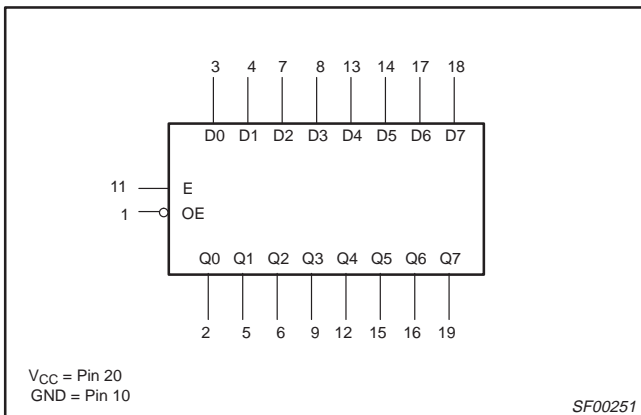 3 4 7 8 13 14 17 18
D0 D1 D2 D3 D4 D5 D6 D7
11 E
1 OE
Q0 Q1 Q2 Q3 Q4 Q5 Q6 Q7
2 5 6 9 12 15 16 19
VCC = Pin 20
GND = Pin 10
SF00251